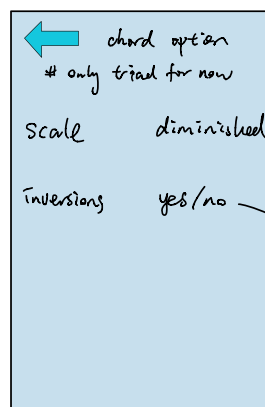 chord option
# only triad for now
scale diminished
inversions yes/no